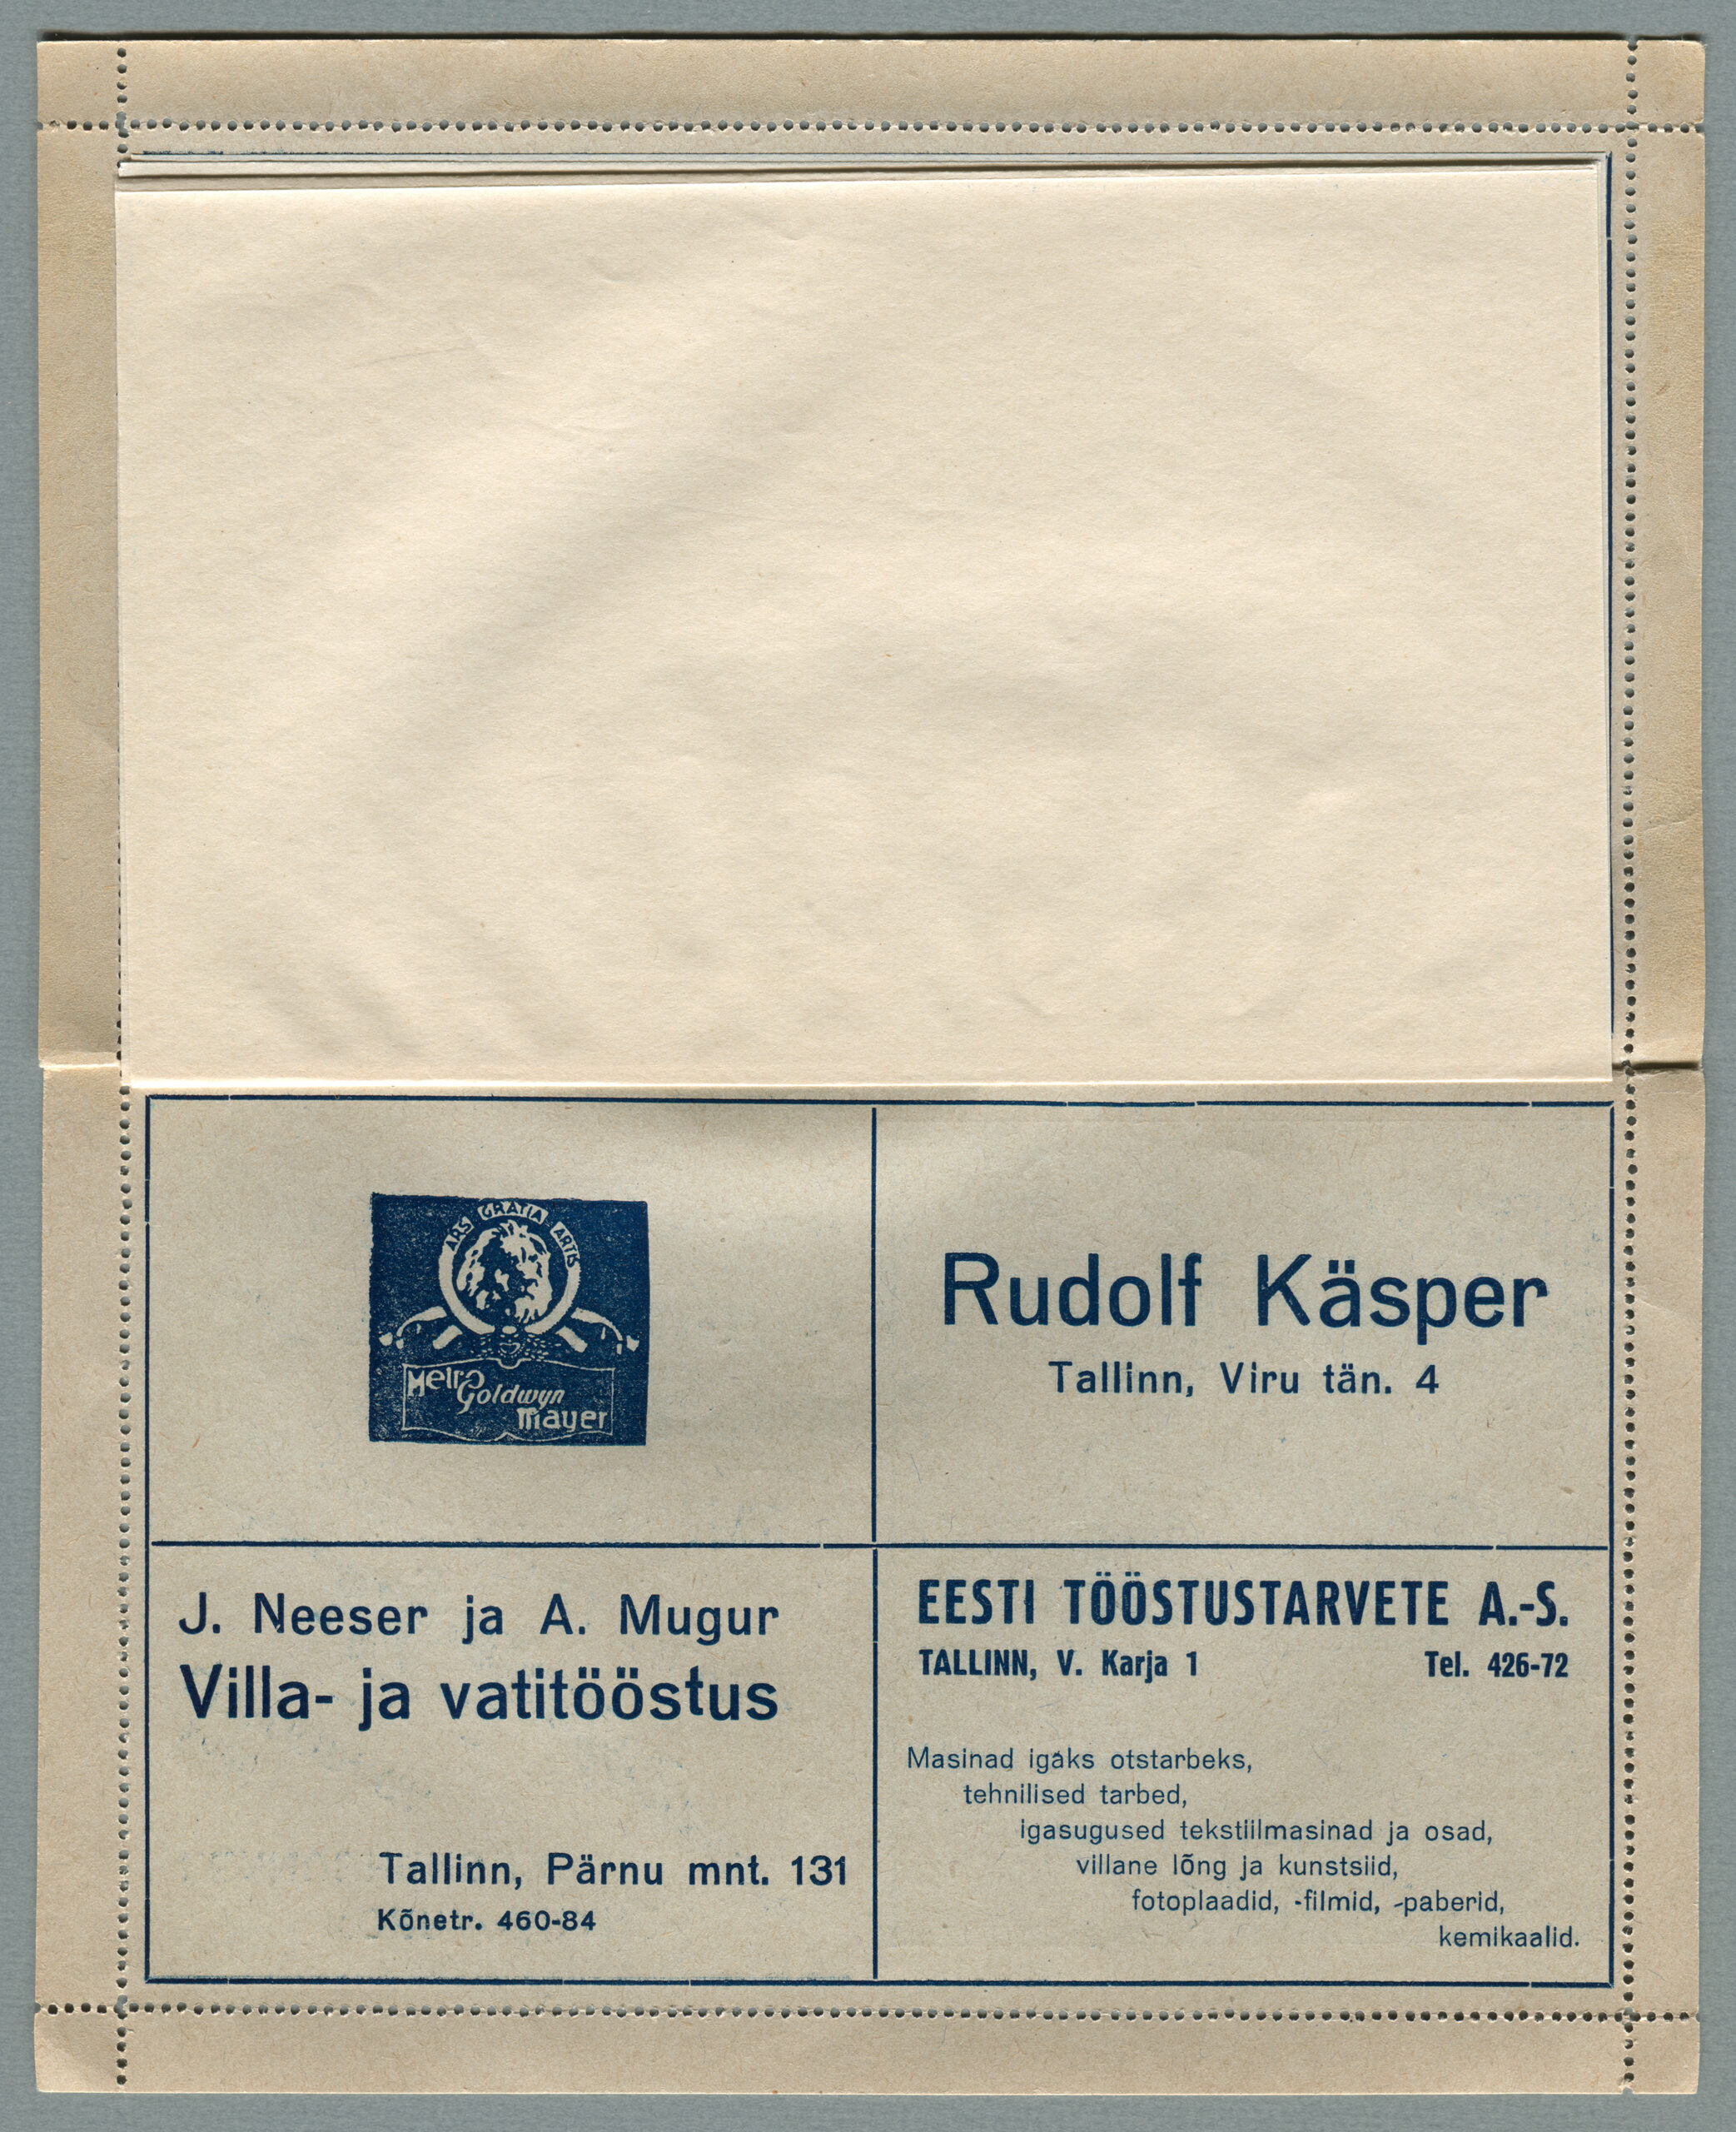 ARS GRATIA ARTIS
Metro
Goldwyn
Mayer
Rudolf Käsper
Tallinn, Viru tän. 4
J. Neeser ja A. Mugur
Villa- ja vatitööstus
Tallinn, Pärnu mnt. 131
Kõnetr. 460-84
EESTI TÖÖSTUSTARVETE A.-S.
TALLINN, V. Karja 1 Tel. 426-72
Masinad igaks otstarbeks,
tehnilised tarbed,
igasugused tekstiilmasinad ja osad,
villane lõng ja kunstsiid,
fotoplaadid, -filmid, -paberid,
kemikaalid.